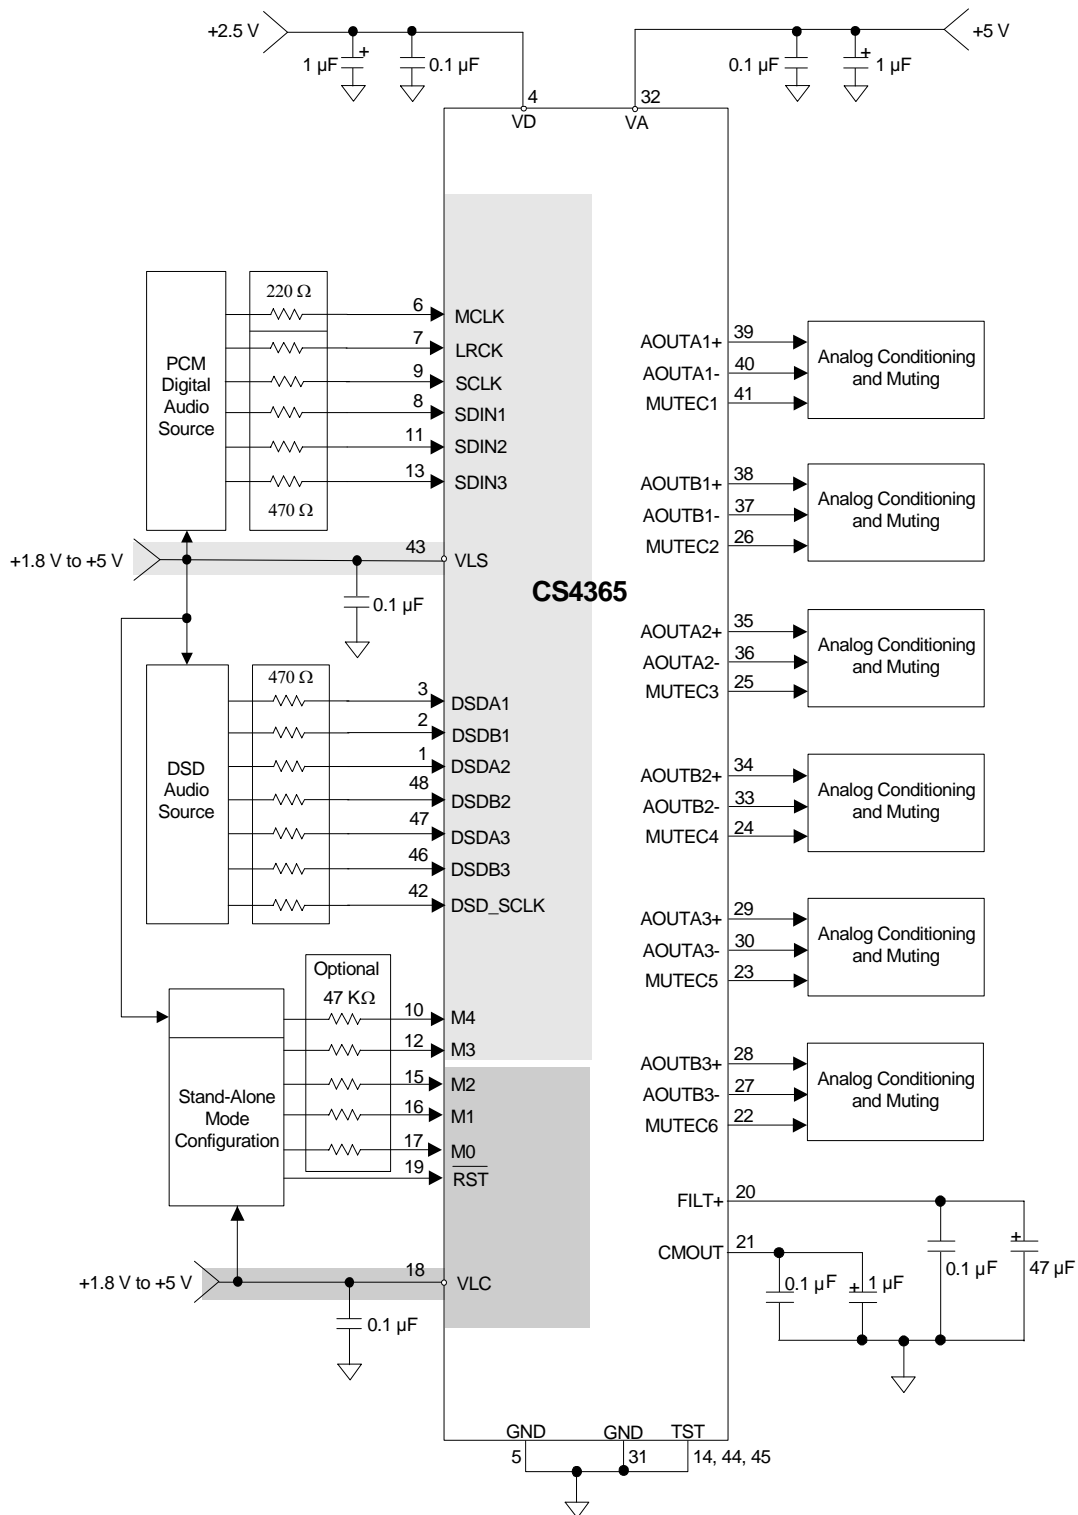 +2.5 V
+5 V
1 µF
+
0.1 µF
0.1 µF
+
1 µF
4
32
VD
VA
PCM
Digital
Audio
Source
220 Ω
470 Ω
6
MCLK
7
LRCK
9
SCLK
8
SDIN1
11
SDIN2
13
SDIN3
+1.8 V to +5 V
43
VLS
0.1 µF
CS4365
DSD
Audio
Source
470 Ω
3
DSDA1
2
DSDB1
1
DSDA2
48
DSDB2
47
DSDA3
46
DSDB3
42
DSD_SCLK
Optional
47 KΩ
Stand-Alone
Mode
Configuration
10
M4
12
M3
15
M2
16
M1
17
M0
19
RST
+1.8 V to +5 V
18
VLC
0.1 µF
AOUTA1+
39
AOUTA1-
40
MUTEC1
41
Analog Conditioning
and Muting
AOUTB1+
38
AOUTB1-
37
MUTEC2
26
Analog Conditioning
and Muting
AOUTA2+
35
AOUTA2-
36
MUTEC3
25
Analog Conditioning
and Muting
AOUTB2+
34
AOUTB2-
33
MUTEC4
24
Analog Conditioning
and Muting
AOUTA3+
29
AOUTA3-
30
MUTEC5
23
Analog Conditioning
and Muting
AOUTB3+
28
AOUTB3-
27
MUTEC6
22
Analog Conditioning
and Muting
FILT+
20
CMOUT
21
0.1 µF
+
1 µF
0.1 µF
+
47 µF
GND
GND
TST
5
31
14, 44, 45